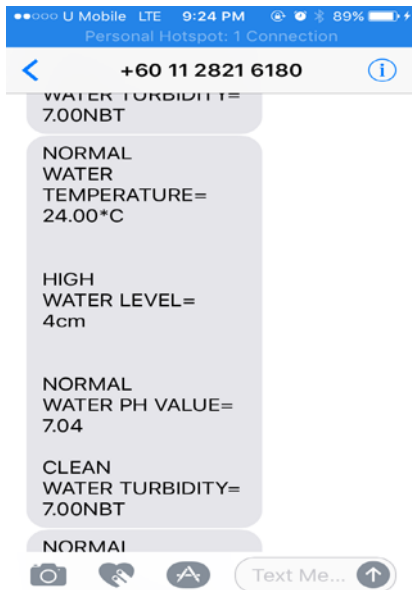 U Mobile LTE 9:24 PM 89%
Personal Hotspot: 1 Connection
+60 11 2821 6180
WATER TURBIDITY=
7.00NBT
NORMAL
WATER
TEMPERATURE=
24.00*C
HIGH
WATER LEVEL=
4cm
NORMAL
WATER PH VALUE=
7.04
CLEAN
WATER TURBIDITY=
7.00NBT
NORMAL
Text Me...